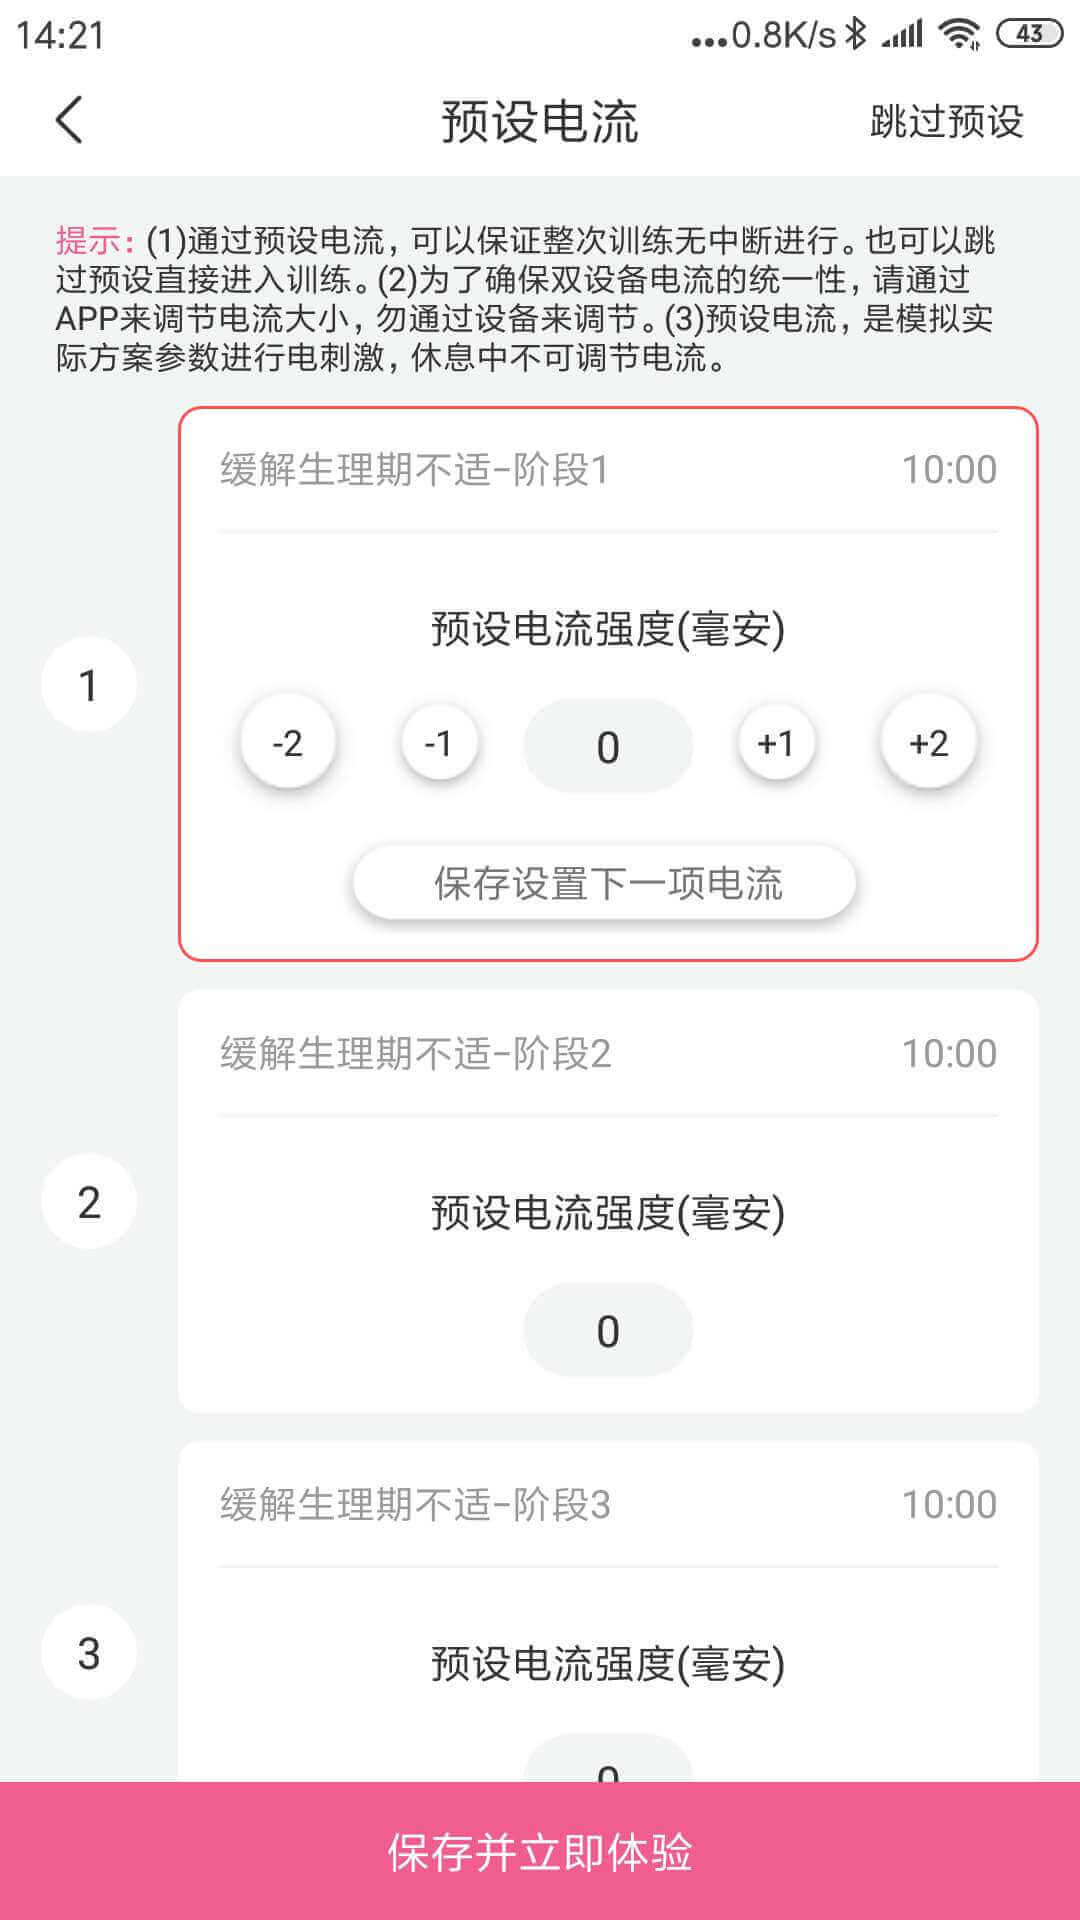 14:21
...0.8K/s 43
预设电流 跳过预设
提示：(1)通过预设电流，可以保证整次训练无中断进行。也可以跳
过预设直接进入训练。(2)为了确保双设备电流的统一性，请通过
APP来调节电流大小，勿通过设备来调节。(3)预设电流，是模拟实
际方案参数进行电刺激，休息中不可调节电流。
缓解生理期不适-阶段1 10:00
预设电流强度(毫安)
1
-2 -1 0 +1 +2
保存设置下一项电流
缓解生理期不适-阶段2 10:00
2
预设电流强度(毫安)
0
缓解生理期不适-阶段3 10:00
3
预设电流强度(毫安)
0
保存并立即体验